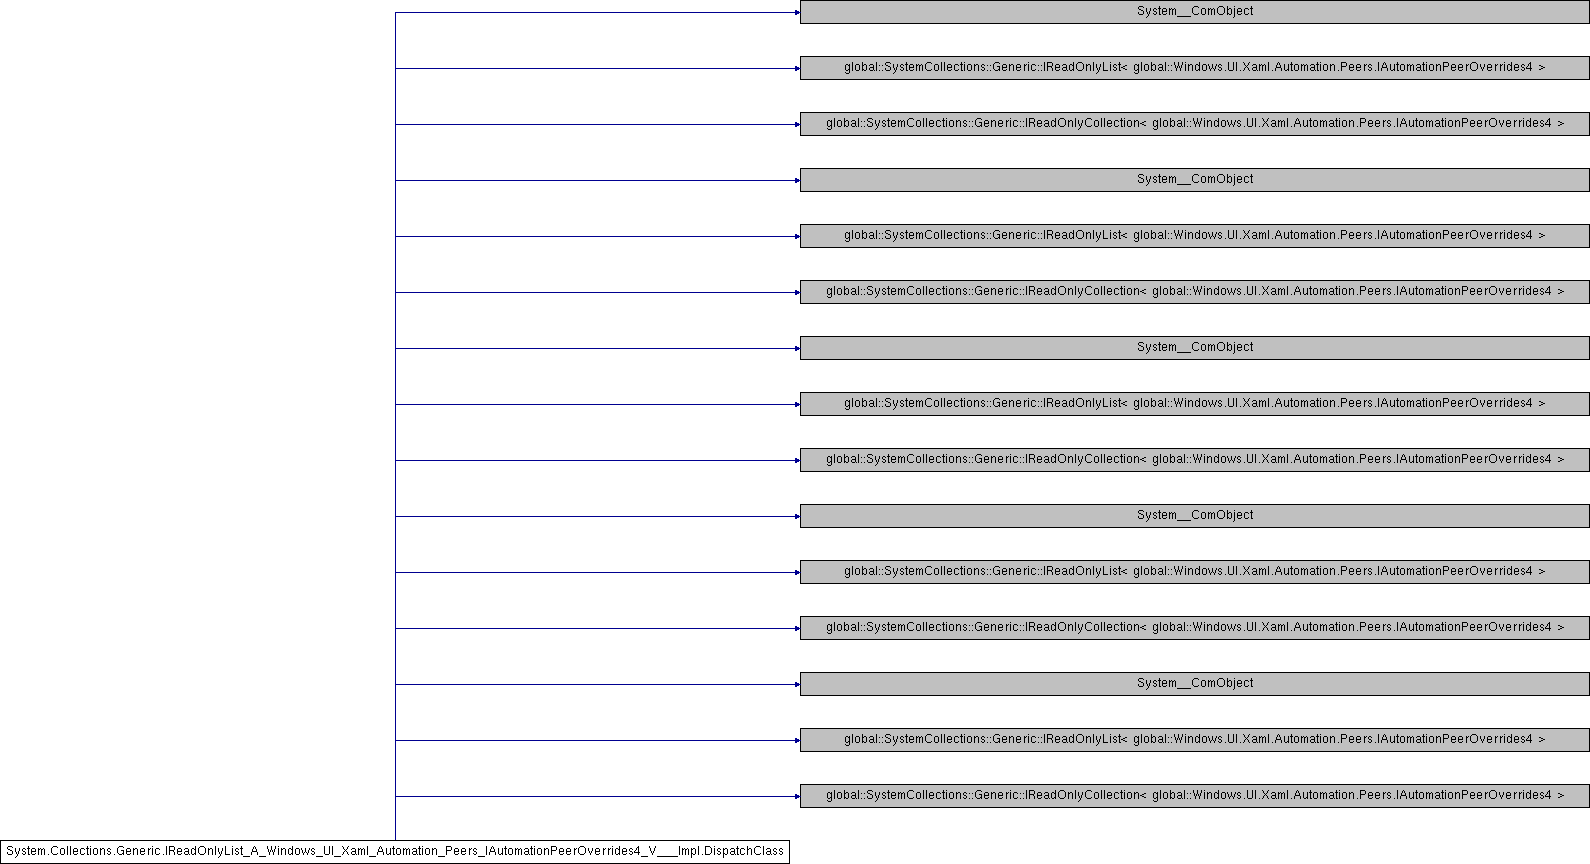 System__ComObject
global::SystemCollections::Generic::IReadOnlyList< global::Windows.UI.Xaml.Automation.Peers.IAutomationPeerOverrides4 >
global::SystemCollections::Generic::IReadOnlyCollection< global::Windows.UI.Xaml.Automation.Peers.IAutomationPeerOverrides4 >
System__ComObject
global::SystemCollections::Generic::IReadOnlyList< global::Windows.UI.Xaml.Automation.Peers.IAutomationPeerOverrides4 >
global::SystemCollections::Generic::IReadOnlyCollection< global::Windows.UI.Xaml.Automation.Peers.IAutomationPeerOverrides4 >
System__ComObject
global::SystemCollections::Generic::IReadOnlyList< global::Windows.UI.Xaml.Automation.Peers.IAutomationPeerOverrides4 >
global::SystemCollections::Generic::IReadOnlyCollection< global::Windows.UI.Xaml.Automation.Peers.IAutomationPeerOverrides4 >
System__ComObject
global::SystemCollections::Generic::IReadOnlyList< global::Windows.UI.Xaml.Automation.Peers.IAutomationPeerOverrides4 >
global::SystemCollections::Generic::IReadOnlyCollection< global::Windows.UI.Xaml.Automation.Peers.IAutomationPeerOverrides4 >
System__ComObject
global::SystemCollections::Generic::IReadOnlyList< global::Windows.UI.Xaml.Automation.Peers.IAutomationPeerOverrides4 >
global::SystemCollections::Generic::IReadOnlyCollection< global::Windows.UI.Xaml.Automation.Peers.IAutomationPeerOverrides4 >
System.Collections.Generic.IReadOnlyList_A_Windows_UI_Xaml_Automation_Peers_IAutomationPeerOverrides4_V___Impl.DispatchClass